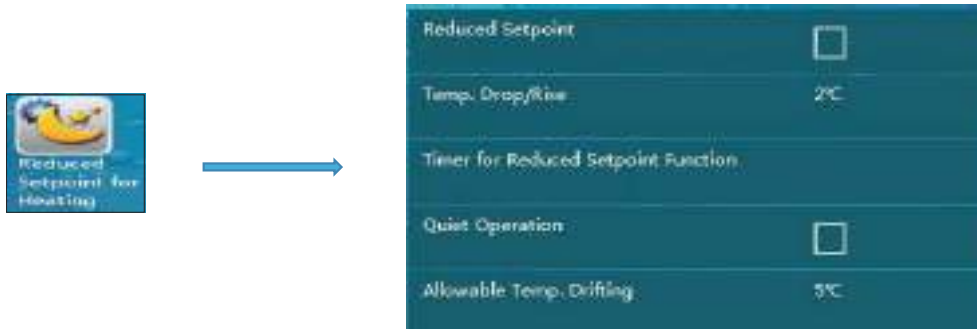 Reduced
Setpoint for
Heating
Reduced Setpoint
Temp. Drop/Rise 2℃
Timer for Reduced Setpoint Function
Quiet Operation
Allowable Temp. Drifting 5℃